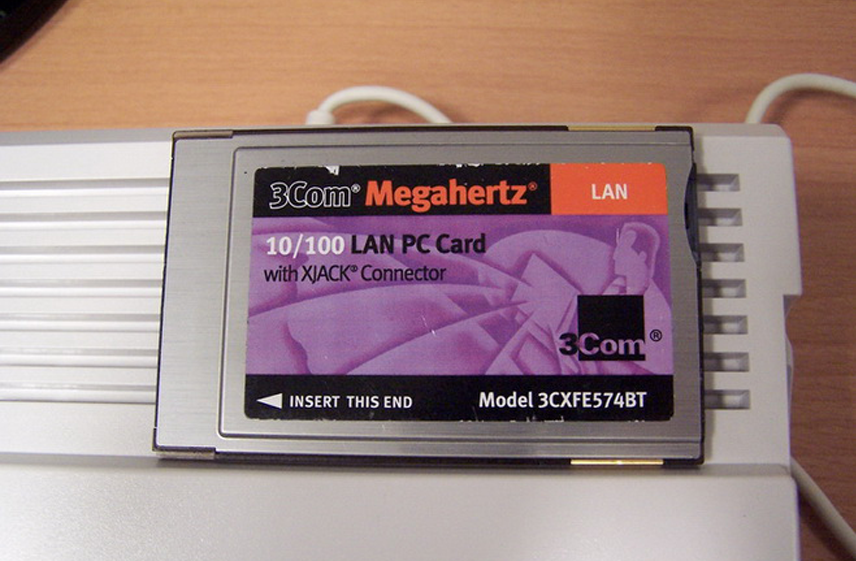 3Com® Megahertz® LAN
10/100 LAN PC Card
with XJACK® Connector
3Com®
INSERT THIS END Model 3CXFE574BT